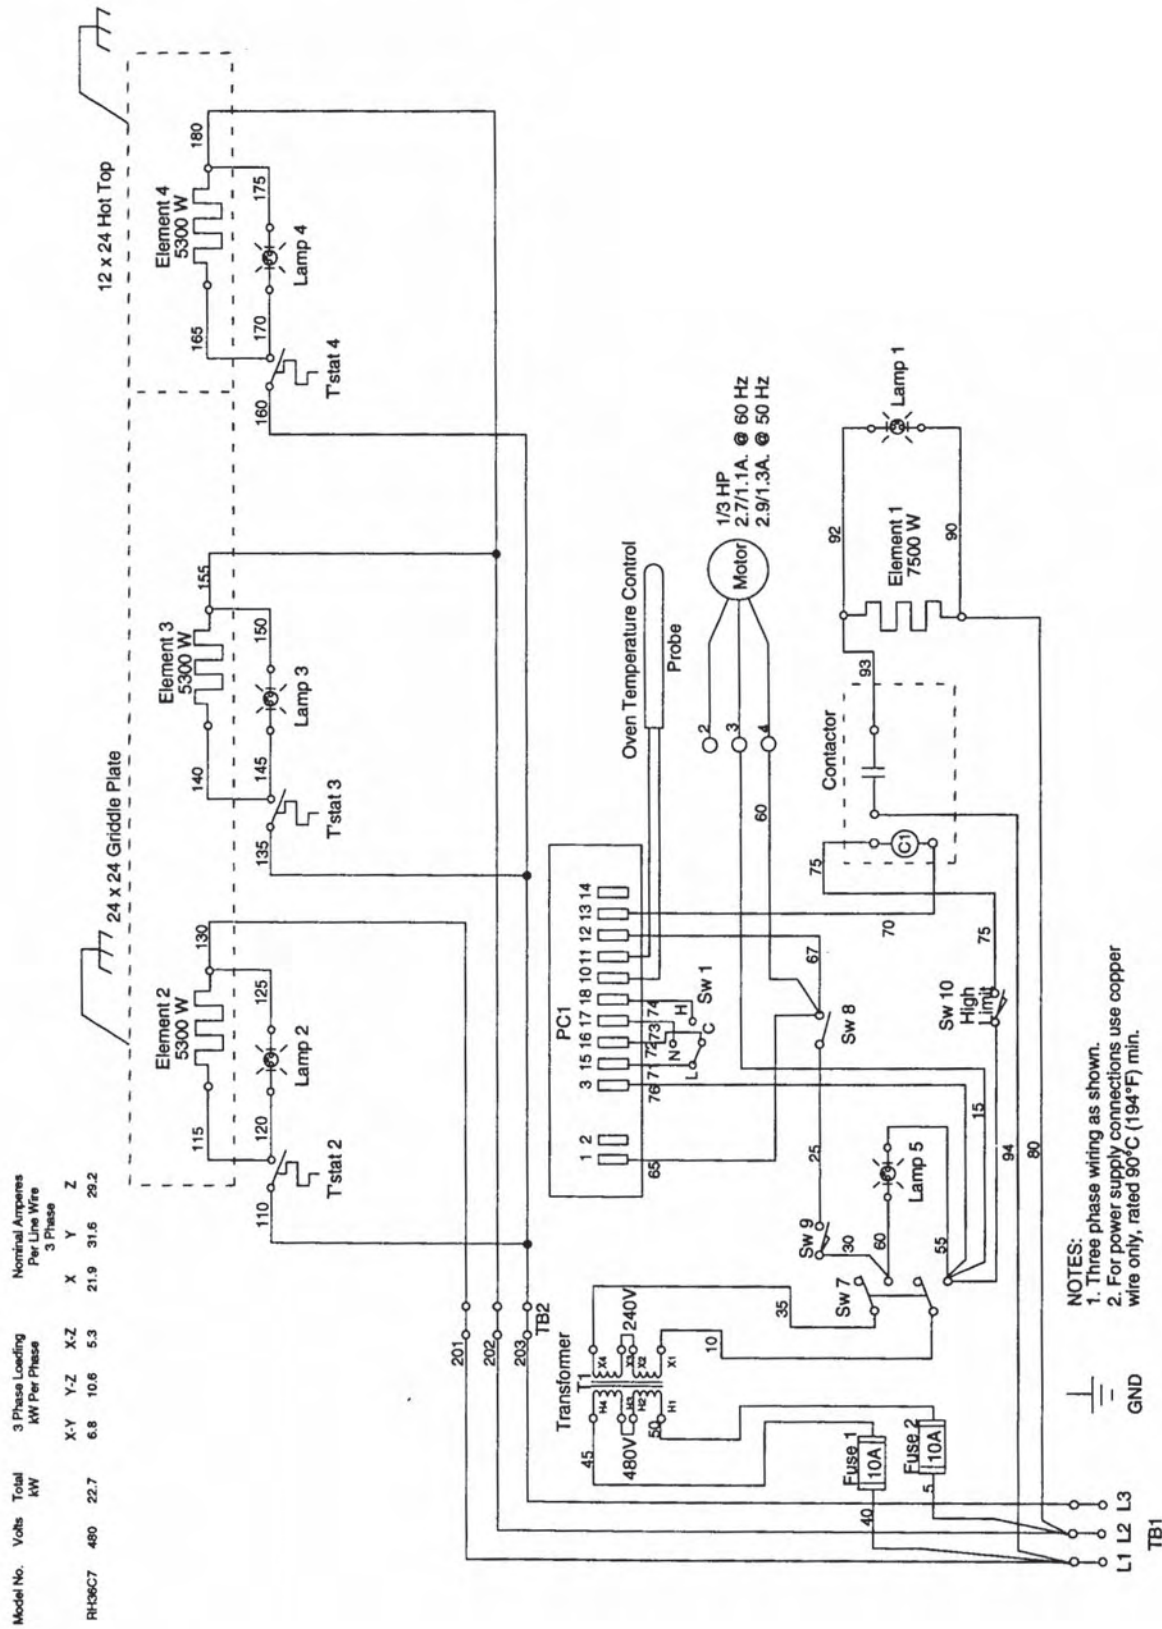 Model No. Volts Total kW 3 Phase Loading kW Per Phase Nominal Amperes Per Line Wire 3 Phase
X-Y Y-Z X-Z X Y Z
RH36C7 480 22.7 6.8 10.6 5.3 21.9 31.6 29.2
24 x 24 Griddle Plate
12 x 24 Hot Top
Element 2
5300 W
115
130
125
120
Lamp 2
110
T'stat 2
Element 3
5300 W
140
155
150
145
Lamp 3
135
T'stat 3
Element 4
5300 W
165
180
175
170
Lamp 4
160
T'stat 4
201
202
203
TB2
Transformer
T1
45
H4
H3
H2
H1
480V
50
X4
X3
X2
X1
240V
35
10
PC1
1 2 3 15 16 17 18 10 11 12 13 14
65
76 71 72 73 74
L N C H
Sw 1
Oven Temperature Control
Probe
1/3 HP
2.7/1.1A. @ 60 Hz
2.9/1.3A. @ 50 Hz
Motor
2
3
4
60
Sw 7
Sw 9
30
25
Sw 8
67
60
Lamp 5
55
15
70
75
Contactor
C1
93
92
Element 1
7500 W
90
Lamp 1
75
Sw 10
High
Limit
94
80
Fuse 1
10A
Fuse 2
10A
40
5
L1 L2 L3
TB1
GND
NOTES:
1. Three phase wiring as shown.
2. For power supply connections use copper
wire only, rated 90°C (194°F) min.